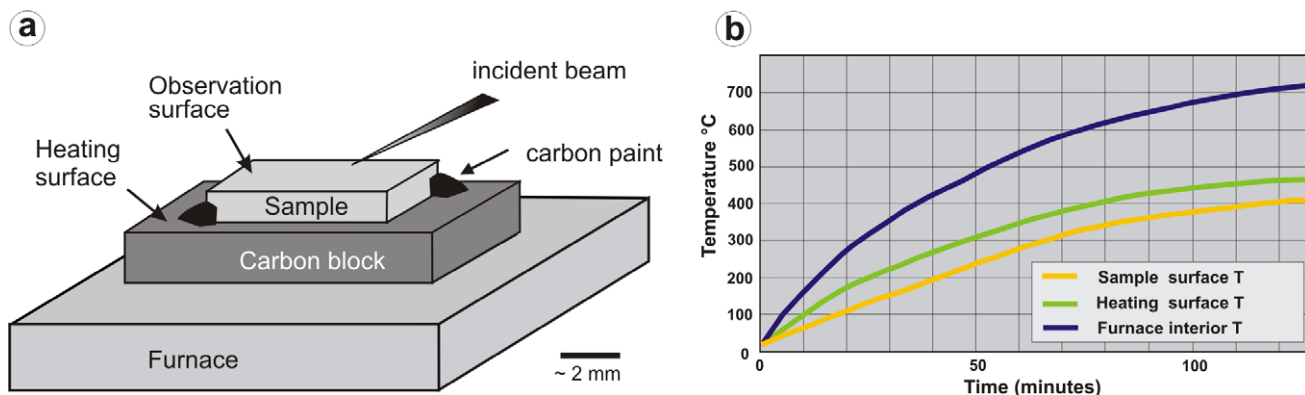 a
Observation
surface
incident beam
Heating
surface
carbon paint
Sample
Carbon block
Furnace
~ 2 mm
b
Temperature °C
700
600
500
400
300
200
100
0
0
50
100
Time (minutes)
Sample surface T
Heating surface T
Furnace interior T